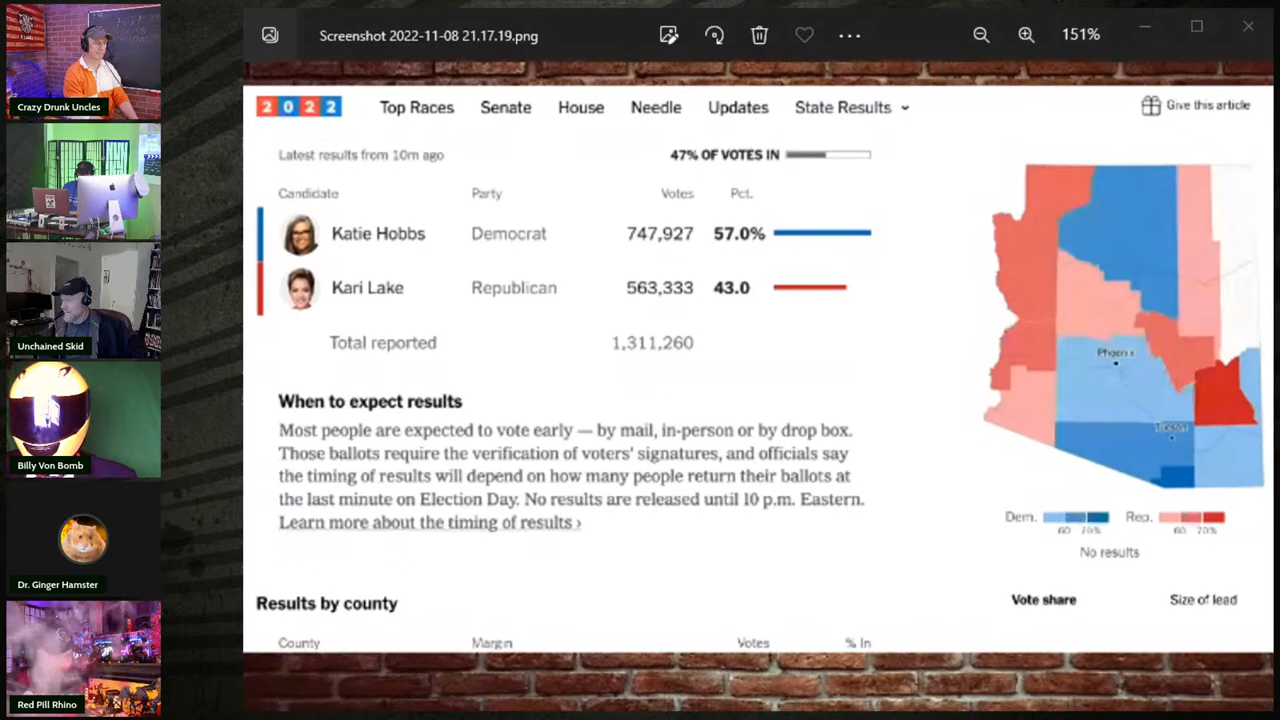 Screenshot 2022-11-08 21.17.19.png
151%
2022
Top Races
Senate
House
Needle
Updates
State Results
Give this article
Latest results from 10m ago
47% OF VOTES IN
Candidate Party Votes Pct.
Katie Hobbs Democrat 747,927 57.0%
Kari Lake Republican 563,333 43.0
Total reported 1,311,260
When to expect results
Most people are expected to vote early — by mail, in-person or by drop box.
Those ballots require the verification of voters' signatures, and officials say
the timing of results will depend on how many people return their ballots at
the last minute on Election Day. No results are released until 10 p.m. Eastern.
Learn more about the timing of results ›
Results by county
County Margin Votes % In
Phoenix
Tucson
Dem. 60 70%
Rep. 60 70%
No results
Vote share
Size of lead
Crazy Drunk Uncles
Unchained Skid
Billy Von Bomb
Dr. Ginger Hamster
Red Pill Rhino